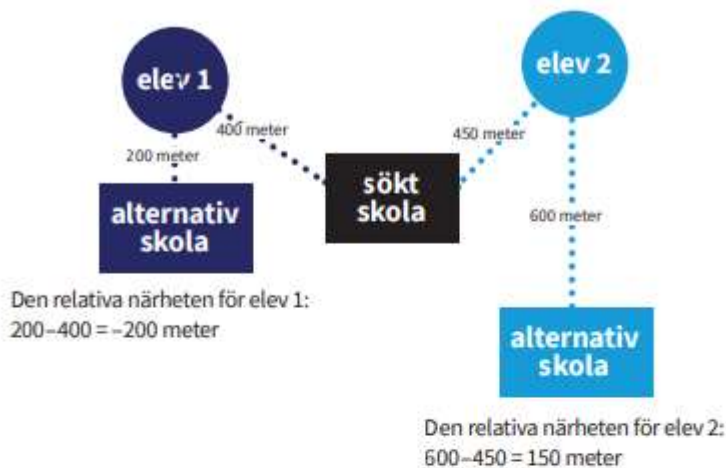 elev 1
elev 2
400 meter
450 meter
200 meter
sökt
skola
alternativ
skola
600 meter
Den relativa närheten för elev 1:
200–400 = –200 meter
alternativ
skola
Den relativa närheten för elev 2:
600–450 = 150 meter